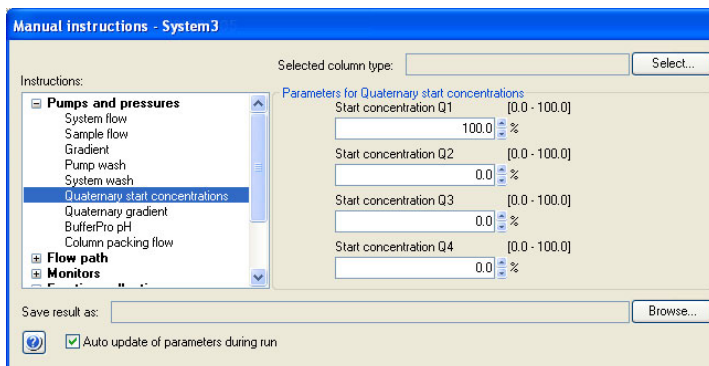 Manual instructions - System3
Selected column type: Select...
Instructions:
Pumps and pressures
System flow
Sample flow
Gradient
Pump wash
System wash
Quaternary start concentrations
Quaternary gradient
BufferPro pH
Column packing flow
Flow path
Monitors
Parameters for Quaternary start concentrations
Start concentration Q1 [0.0 - 100.0]
100.0 %
Start concentration Q2 [0.0 - 100.0]
0.0 %
Start concentration Q3 [0.0 - 100.0]
0.0 %
Start concentration Q4 [0.0 - 100.0]
0.0 %
Save result as: Browse...
Auto update of parameters during run